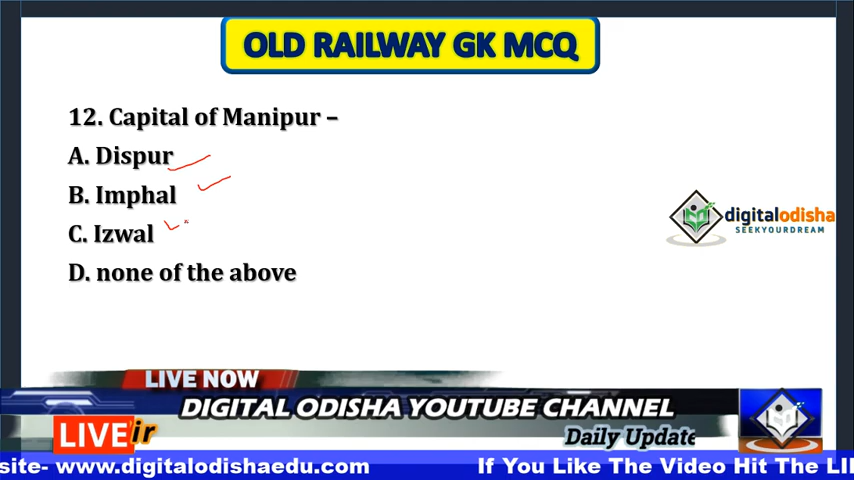 OLD RAILWAY GK MCQ
12. Capital of Manipur –
A. Dispur
B. Imphal
C. Izwal
D. none of the above
digitalodisha
SEEKYOURDREAM
LIVE NOW
DIGITAL ODISHA YOUTUBE CHANNEL
LIVE ir
Daily Update
site- www.digitalodishaedu.com If You Like The Video Hit The LI